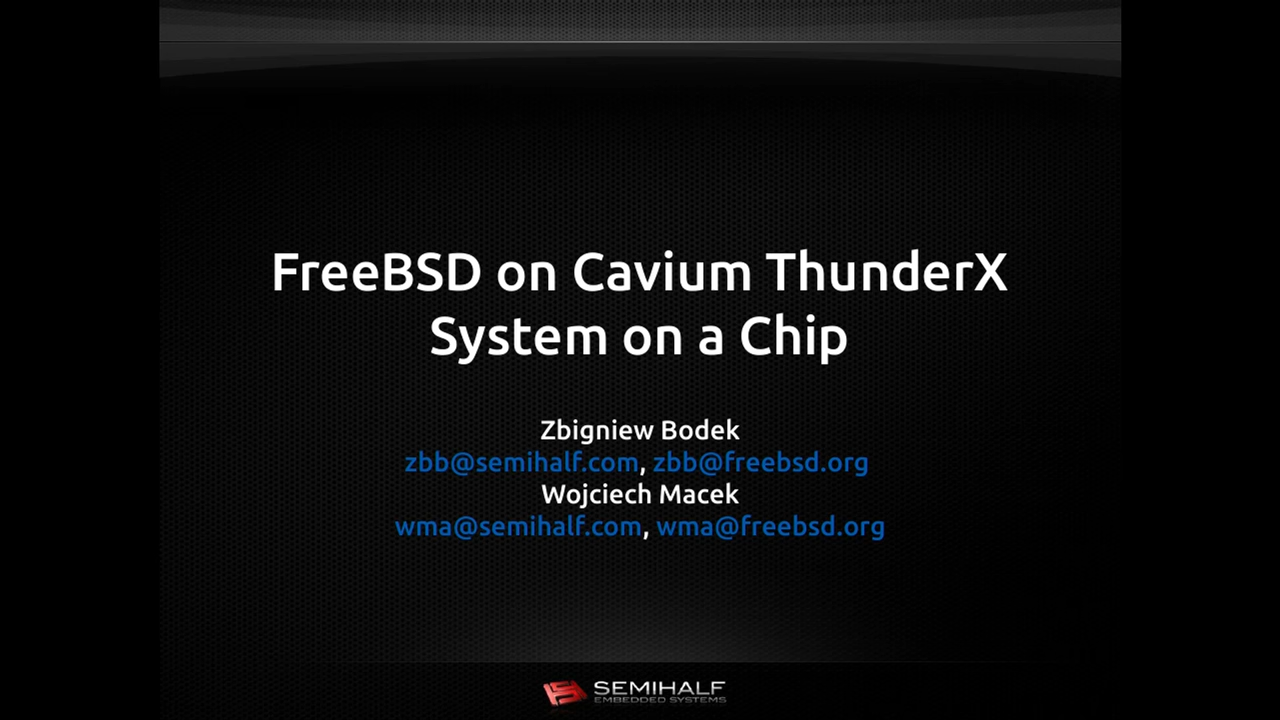 FreeBSD on Cavium ThunderX
System on a Chip
Zbigniew Bodek
zbb@semihalf.com, zbb@freebsd.org
Wojciech Macek
wma@semihalf.com, wma@freebsd.org
SEMIHALF
EMBEDDED SYSTEMS